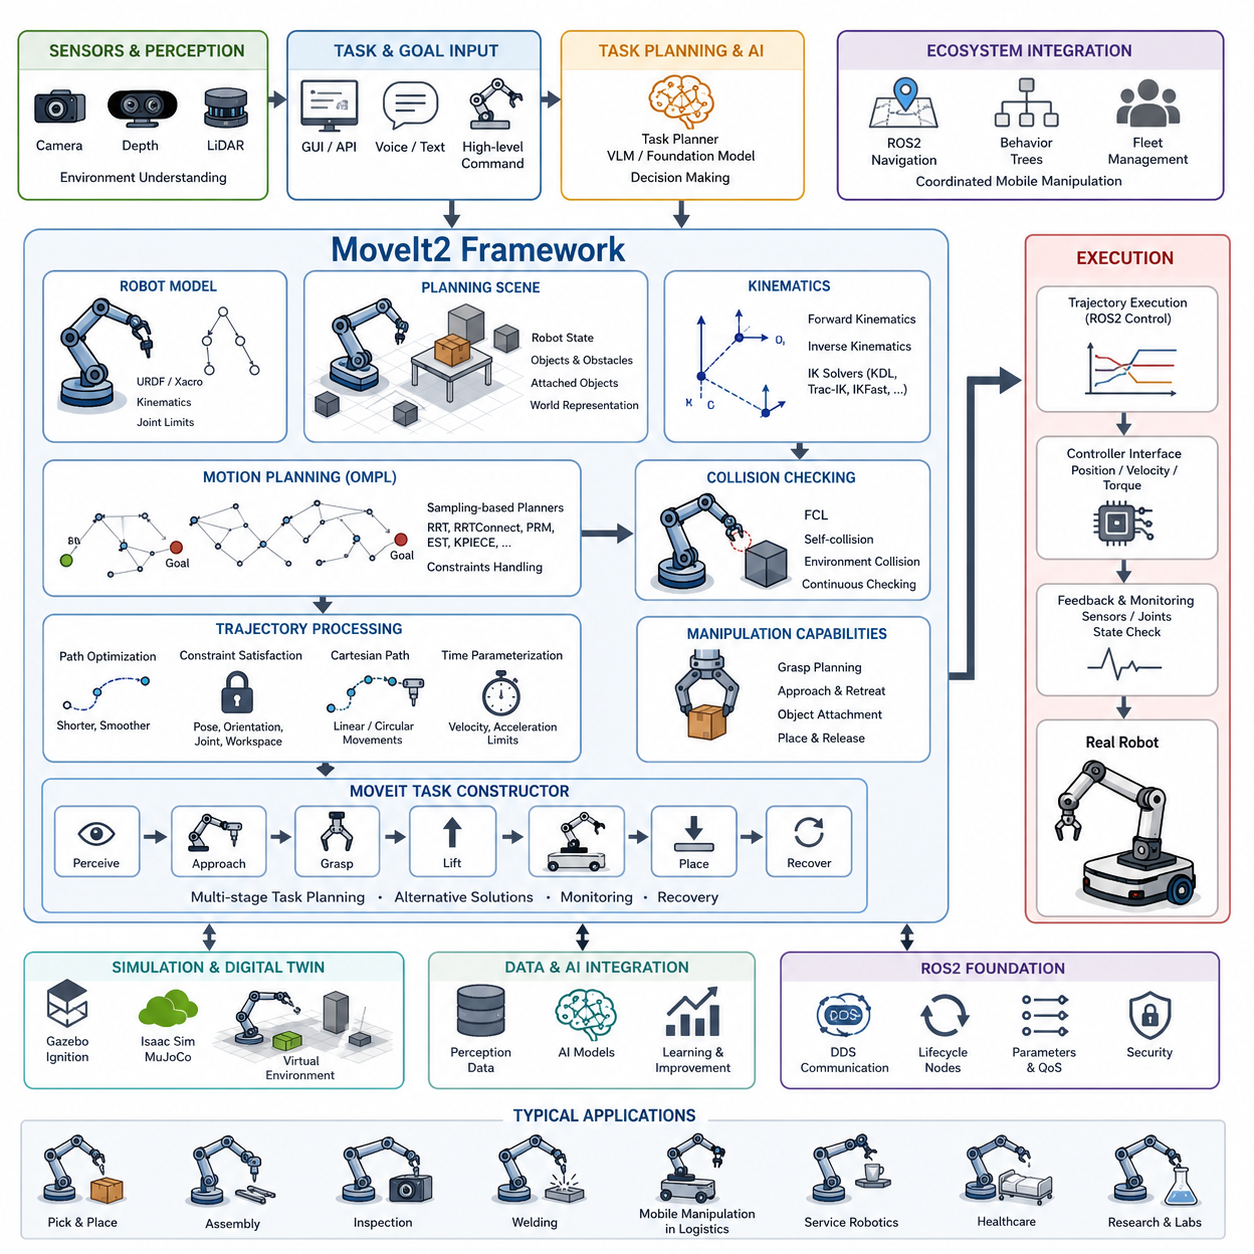 SENSORS & PERCEPTION
Camera
Depth
LiDAR
Environment Understanding
TASK & GOAL INPUT
GUI / API
Voice / Text
High-level
Command
TASK PLANNING & AI
Task Planner
VLM / Foundation Model
Decision Making
ECOSYSTEM INTEGRATION
ROS2
Navigation
Behavior
Trees
Fleet
Management
Coordinated Mobile Manipulation
MoveIt2 Framework
ROBOT MODEL
URDF / Xacro
Kinematics
Joint Limits
PLANNING SCENE
Robot State
Objects & Obstacles
Attached Objects
World Representation
KINEMATICS
Forward Kinematics
Inverse Kinematics
IK Solvers (KDL,
Trac-IK, IKFast, ...)
MOTION PLANNING (OMPL)
Goal
Goal
Sampling-based Planners
RRT, RRTConnect, PRM,
EST, KPIECE, ...
Constraints Handling
COLLISION CHECKING
FCL
Self-collision
Environment Collision
Continuous Checking
TRAJECTORY PROCESSING
Path Optimization
Shorter, Smoother
Constraint Satisfaction
Pose, Orientation,
Joint, Workspace
Cartesian Path
Linear / Circular
Movements
Time Parameterization
Velocity, Acceleration
Limits
MANIPULATION CAPABILITIES
Grasp Planning
Approach & Retreat
Object Attachment
Place & Release
MOVEIT TASK CONSTRUCTOR
Perceive
Approach
Grasp
Lift
Place
Recover
Multi-stage Task Planning • Alternative Solutions • Monitoring • Recovery
EXECUTION
Trajectory Execution
(ROS2 Control)
Controller Interface
Position / Velocity /
Torque
Feedback & Monitoring
Sensors / Joints
State Check
Real Robot
SIMULATION & DIGITAL TWIN
Gazebo
Ignition
Isaac Sim
MuJoCo
Virtual
Environment
DATA & AI INTEGRATION
Perception
Data
AI Models
Learning &
Improvement
ROS2 FOUNDATION
DDS
DDS
Communication
Lifecycle
Nodes
Parameters
& QoS
Security
TYPICAL APPLICATIONS
Pick & Place
Assembly
Inspection
Welding
Mobile Manipulation
in Logistics
Service Robotics
Healthcare
Research & Labs